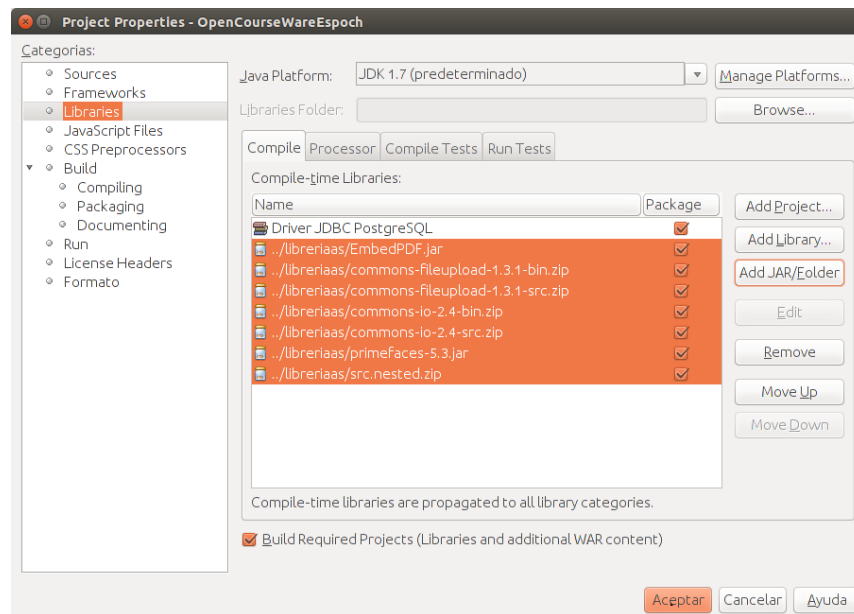 Project Properties - OpenCourseWareEspoch
Categorias:
Sources
Frameworks
Libraries
JavaScript Files
CSS Preprocessors
Build
Compiling
Packaging
Documenting
Run
License Headers
Formato
Java Platform: JDK 1.7 (predeterminado) Manage Platforms...
Libraries Folder: Browse...
Compile Processor Compile Tests Run Tests
Compile-time Libraries:
Name Package
Driver JDBC PostgreSQL
../libreriaas/EmbedPDF.jar
../libreriaas/commons-fileupload-1.3.1-bin.zip
../libreriaas/commons-fileupload-1.3.1-src.zip
../libreriaas/commons-io-2.4-bin.zip
../libreriaas/commons-io-2.4-src.zip
../libreriaas/primefaces-5.3.jar
../libreriaas/src.nested.zip
Add Project...
Add Library...
Add JAR/Folder
Edit
Remove
Move Up
Move Down
Compile-time libraries are propagated to all library categories.
Build Required Projects (Libraries and additional WAR content)
Aceptar Cancelar Ayuda